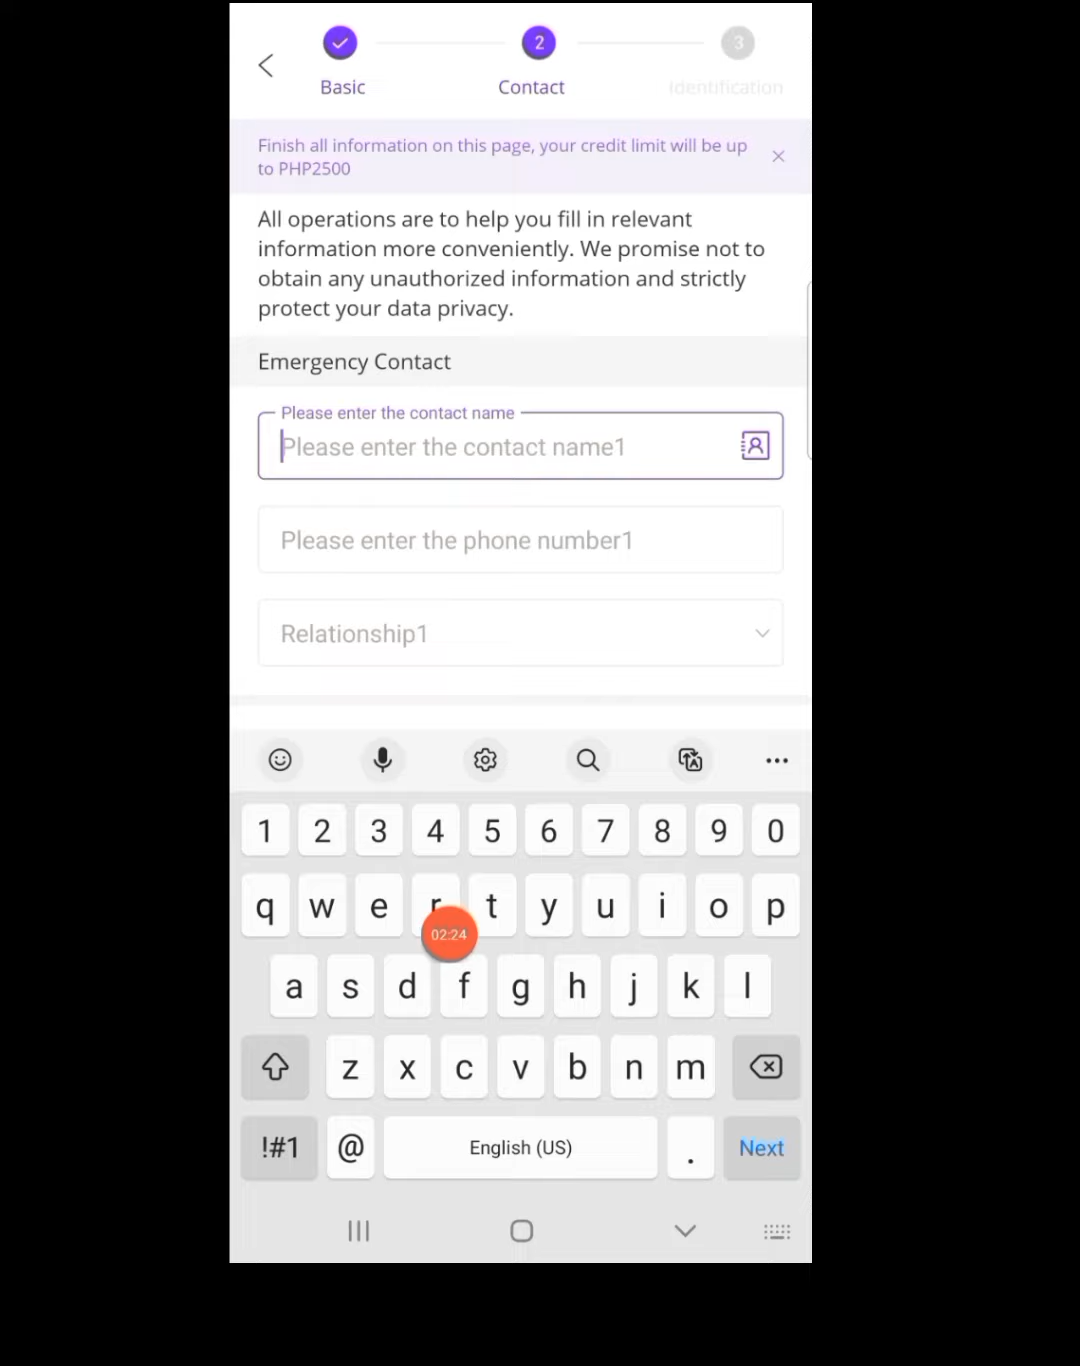 2
3
Basic
Contact
Identification
Finish all information on this page, your credit limit will be up
to PHP2500
All operations are to help you fill in relevant
information more conveniently. We promise not to
obtain any unauthorized information and strictly
protect your data privacy.
Emergency Contact
Please enter the contact name
Please enter the contact name1
Please enter the phone number1
Relationship1
1 2 3 4 5 6 7 8 9 0
q w e r t y u i o p
02:24
a s d f g h j k l
z x c v b n m
!#1 @ English (US) . Next